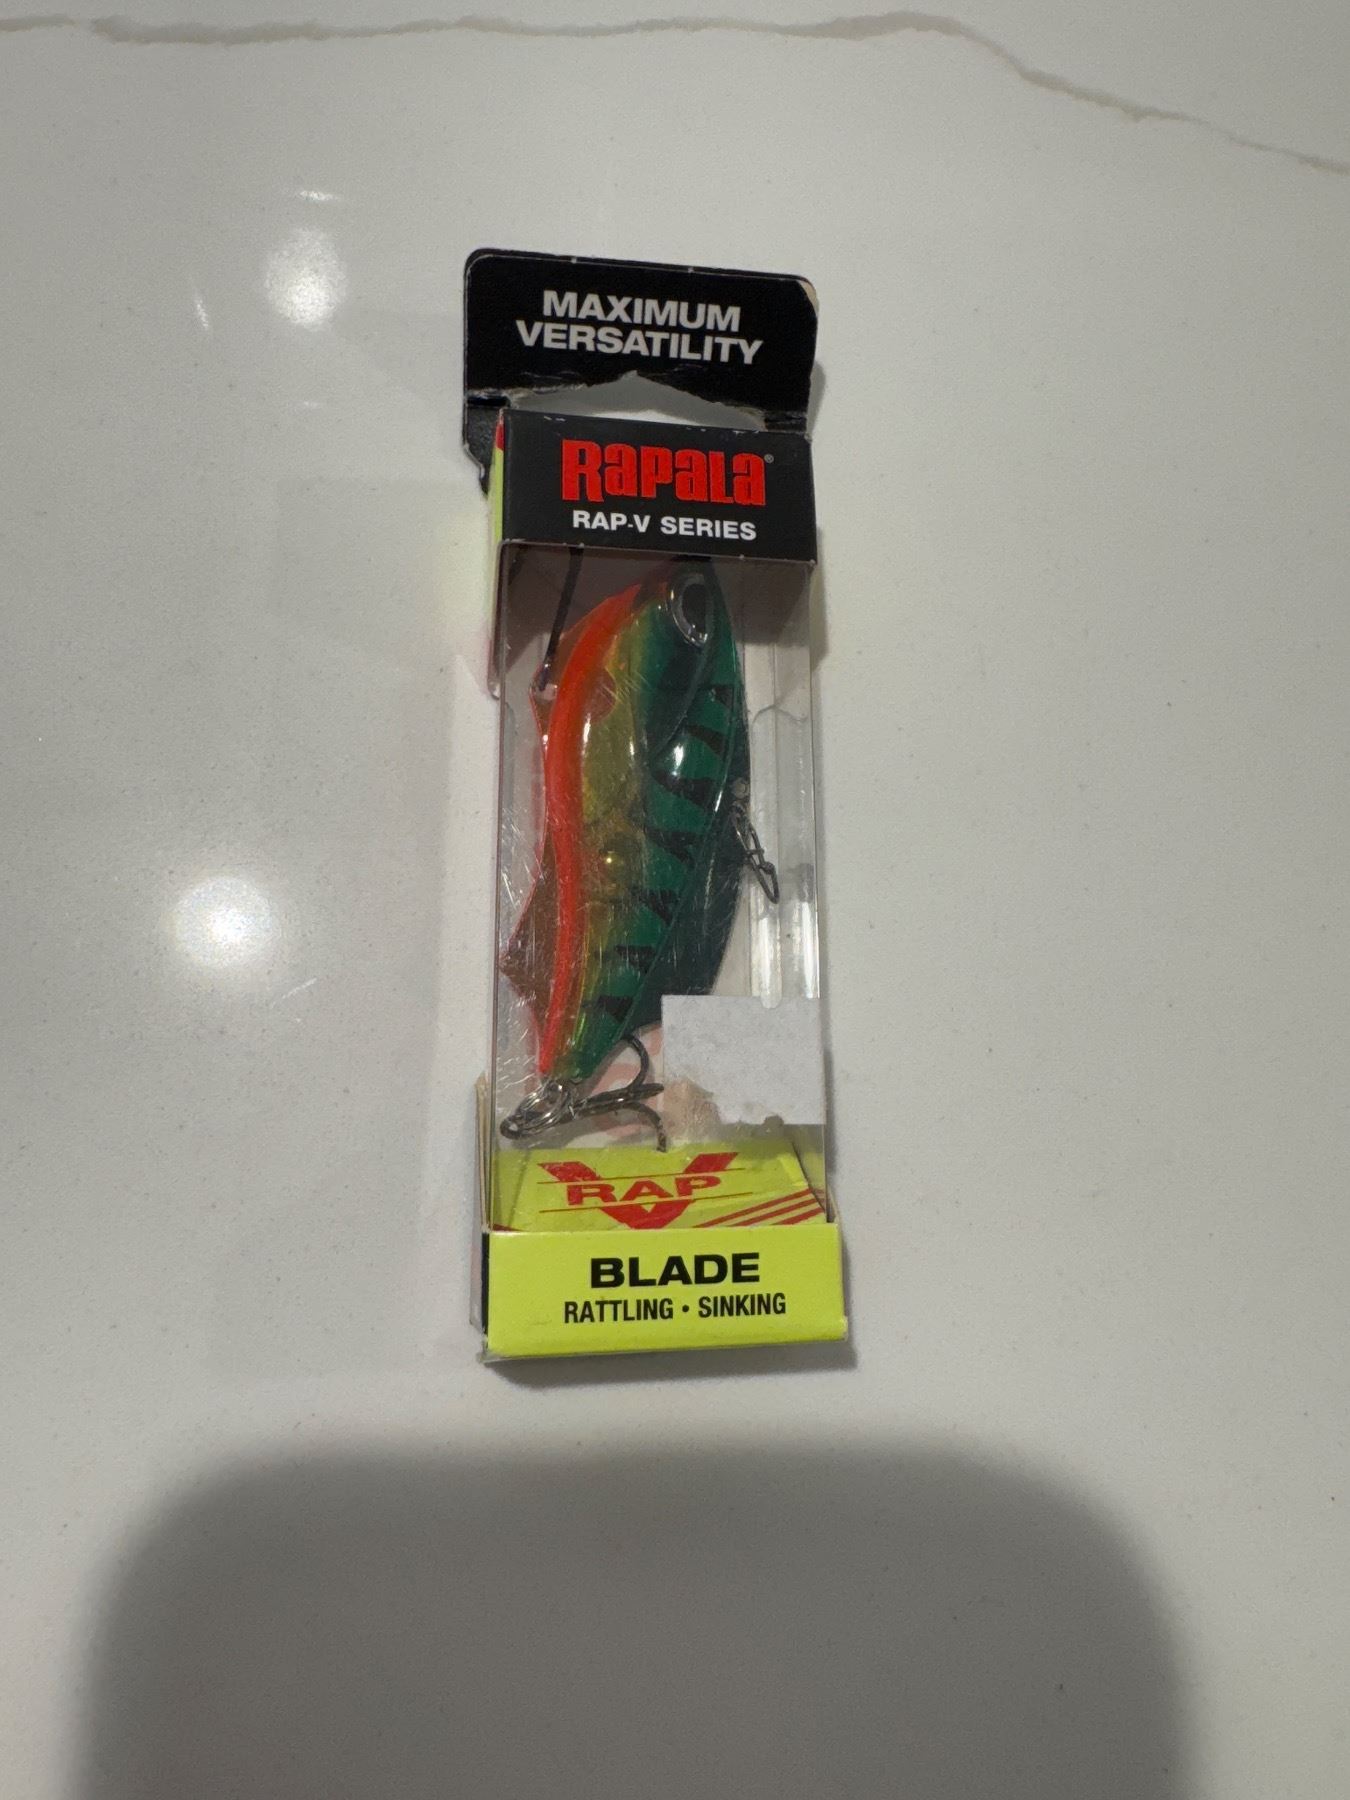 MAXIMUM
VERSATILITY
Rapala®
RAP-V SERIES
V
RAP
BLADE
RATTLING • SINKING